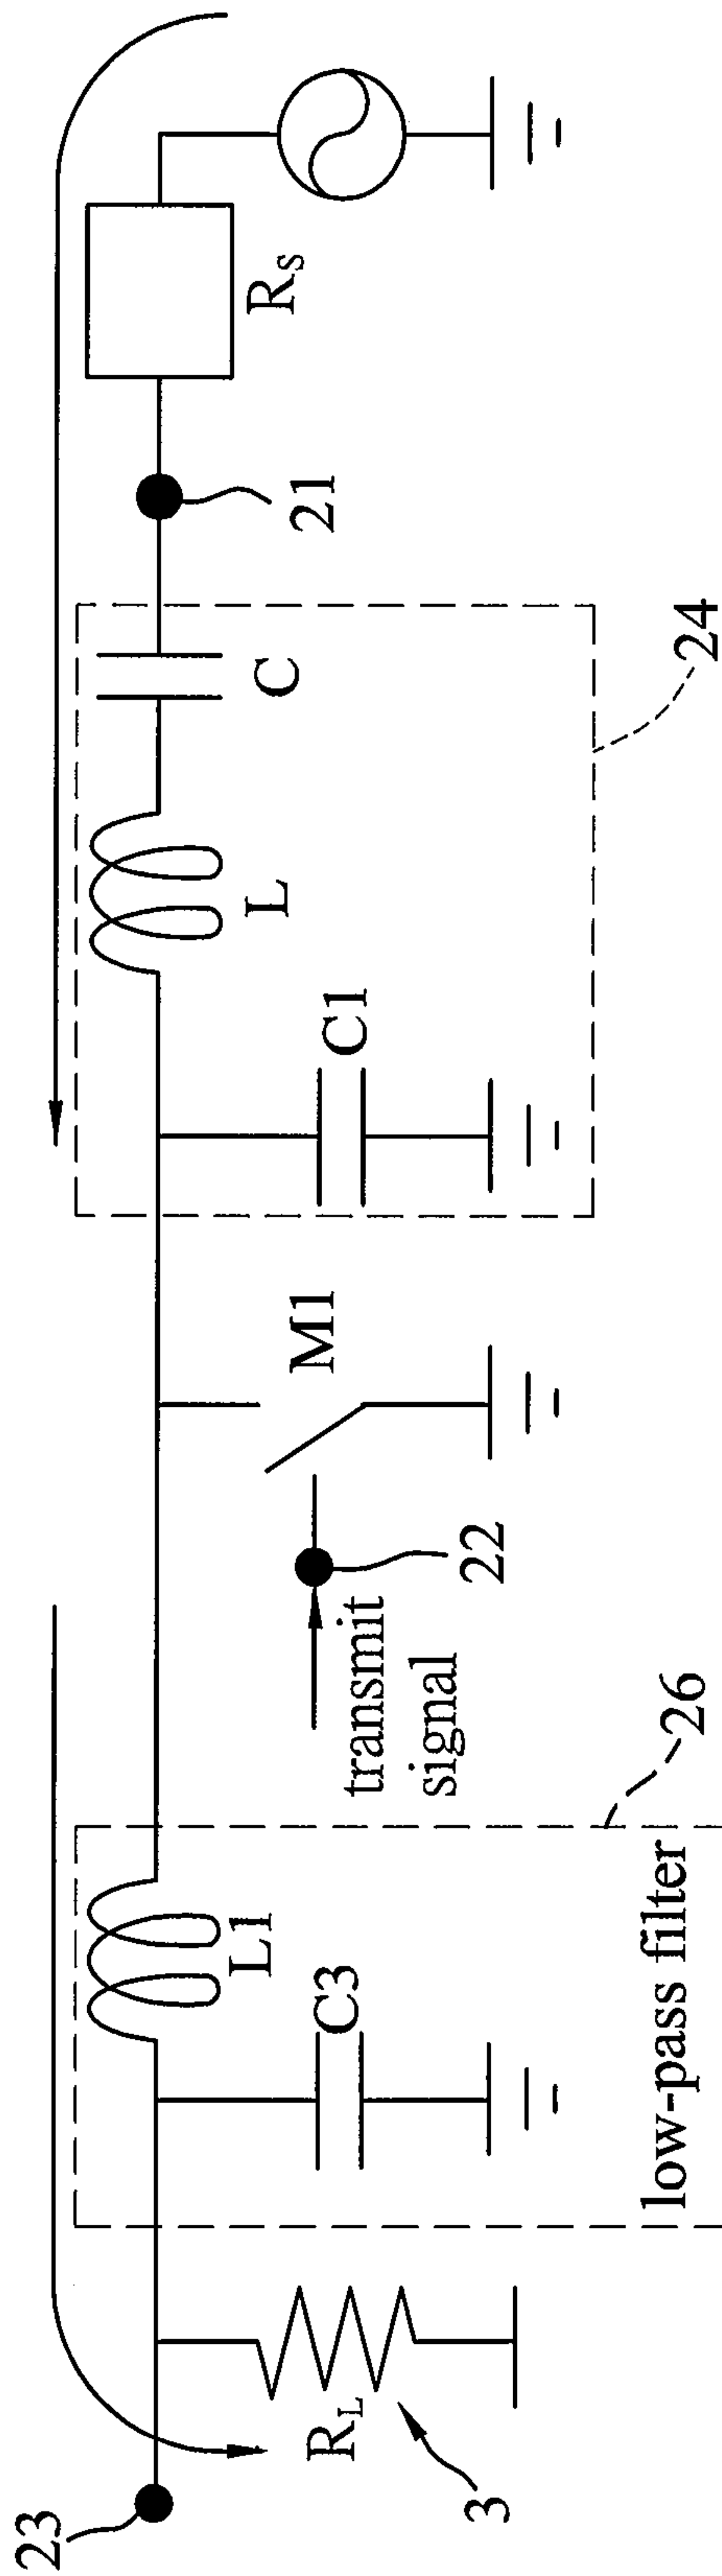 23
R_L
3
L1
C3
26
low-pass filter
transmit
signal
22
M1
C1
L
C
24
21
R_S